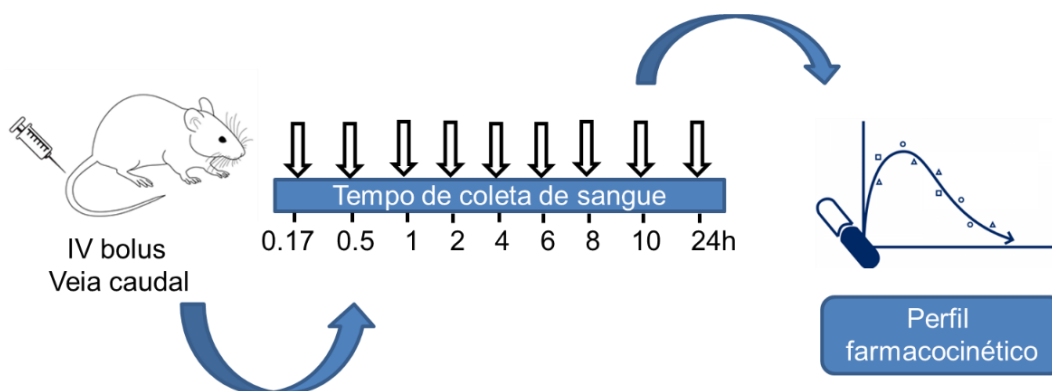 IV bolus
Veia caudal
Tempo de coleta de sangue
0.17 0.5 1 2 4 6 8 10 24h
Perfil
farmacocinético